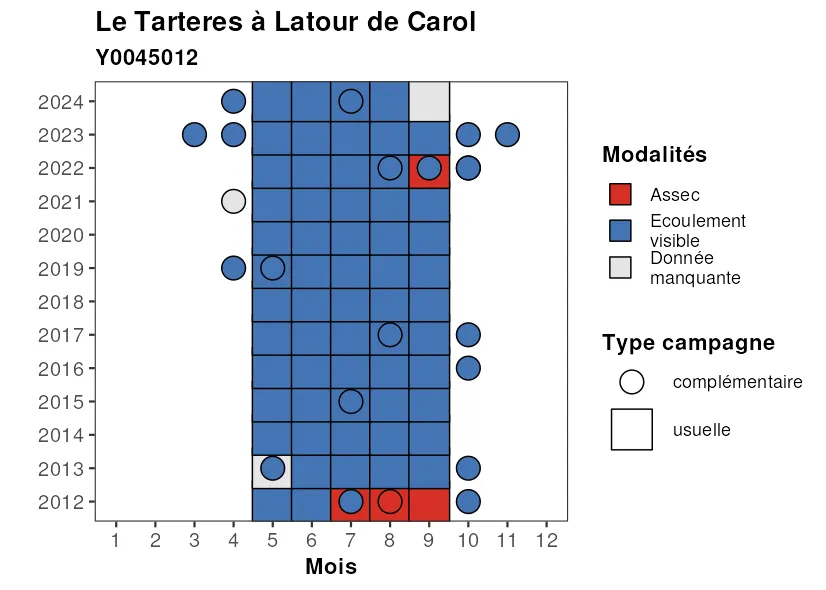 Le Tarteres à Latour de Carol
Y0045012
2024
2023
2022
2021
2020
2019
2018
2017
2016
2015
2014
2013
2012
1 2 3 4 5 6 7 8 9 10 11 12
Mois
Modalités
Assec
Ecoulement
visible
Donnée
manquante
Type campagne
complémentaire
usuelle